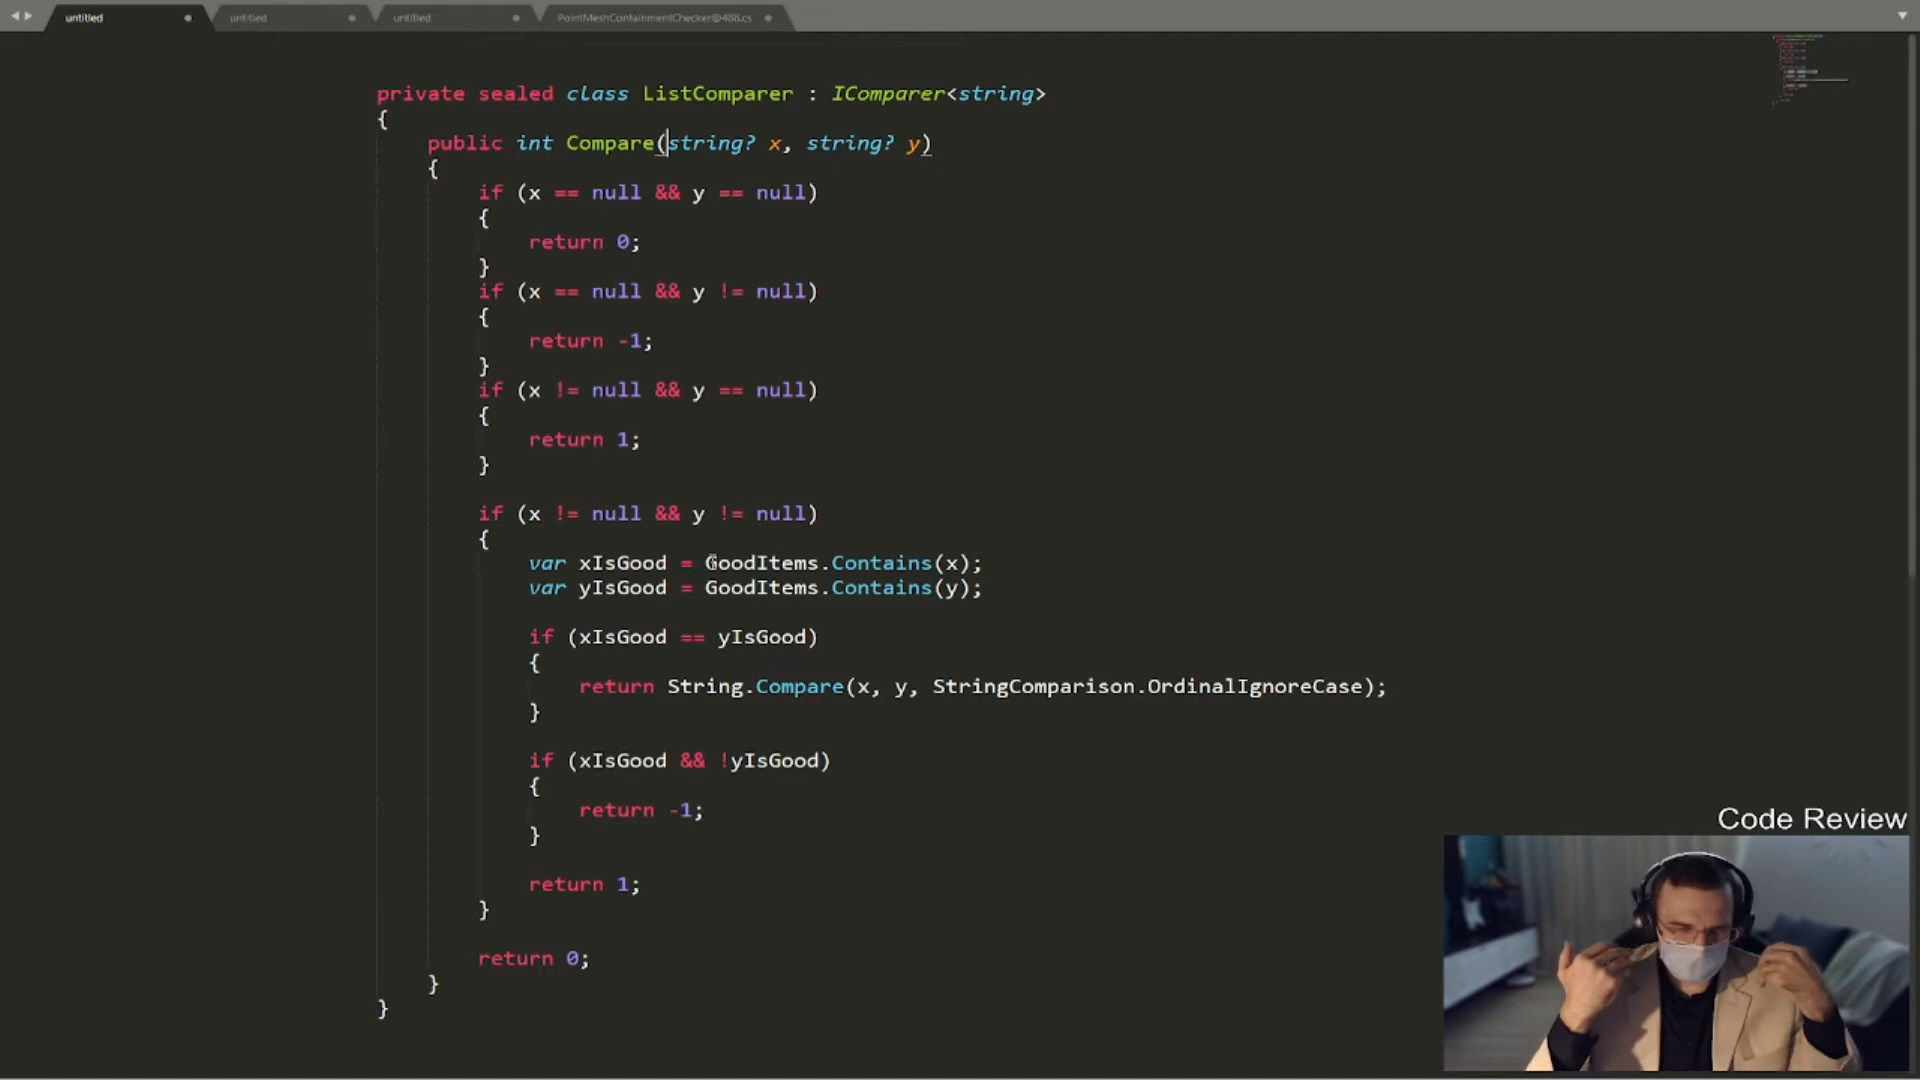 untitled untitled untitled PointMeshContainmentChecker@488.cs
private sealed class ListComparer : IComparer<string>
{
public int Compare(string? x, string? y)
{
if (x == null && y == null)
{
return 0;
}
if (x == null && y != null)
{
return -1;
}
if (x != null && y == null)
{
return 1;
}
if (x != null && y != null)
{
var xIsGood = GoodItems.Contains(x);
var yIsGood = GoodItems.Contains(y);
if (xIsGood == yIsGood)
{
return String.Compare(x, y, StringComparison.OrdinalIgnoreCase);
}
if (xIsGood && !yIsGood)
{
return -1;
}
return 1;
}
return 0;
}
}
Code Review